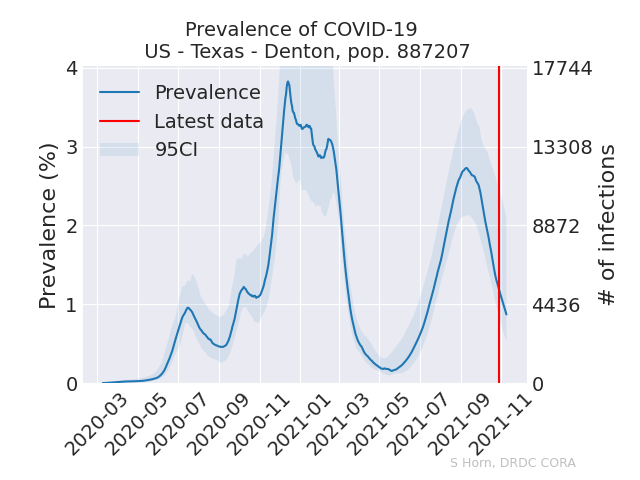 Prevalence of COVID-19
US - Texas - Denton, pop. 887207
Prevalence
Latest data
95CI
Prevalence (%)
4
3
2
1
0
17744
13308
8872
4436
0
# of infections
2020-03
2020-05
2020-07
2020-09
2020-11
2021-01
2021-03
2021-05
2021-07
2021-09
2021-11
S Horn, DRDC CORA